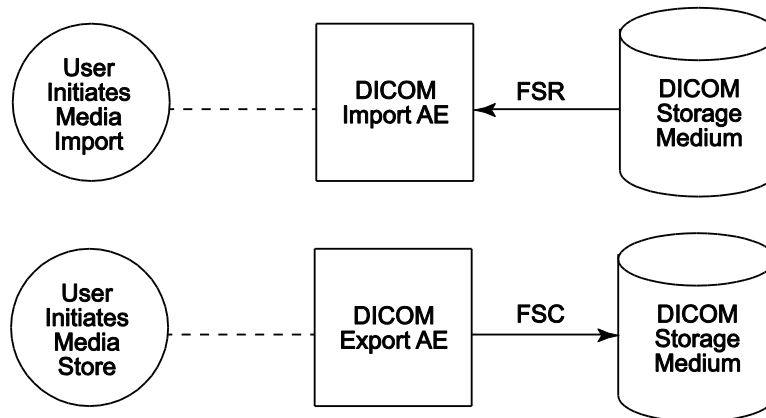 User
Initiates
Media
Import
DICOM
Import AE
FSR
DICOM
Storage
Medium
User
Initiates
Media
Store
DICOM
Export AE
FSC
DICOM
Storage
Medium